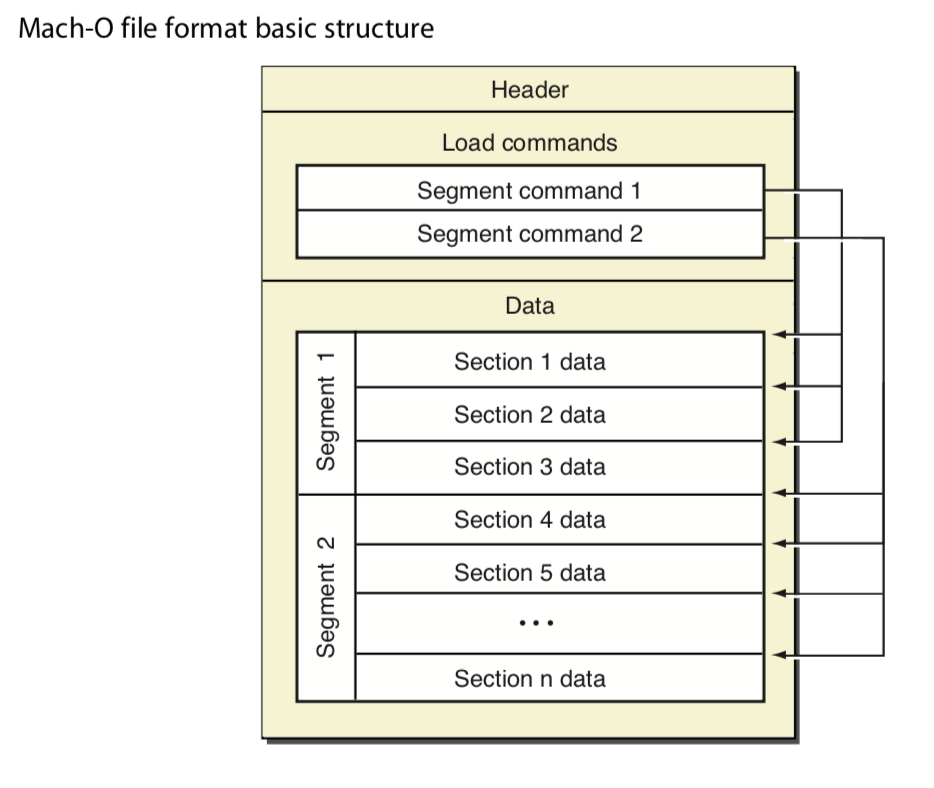 Mach-O file format basic structure
Header
Load commands
Segment command 1
Segment command 2
Data
Segment 1
Section 1 data
Section 2 data
Section 3 data
Segment 2
Section 4 data
Section 5 data
...
Section n data